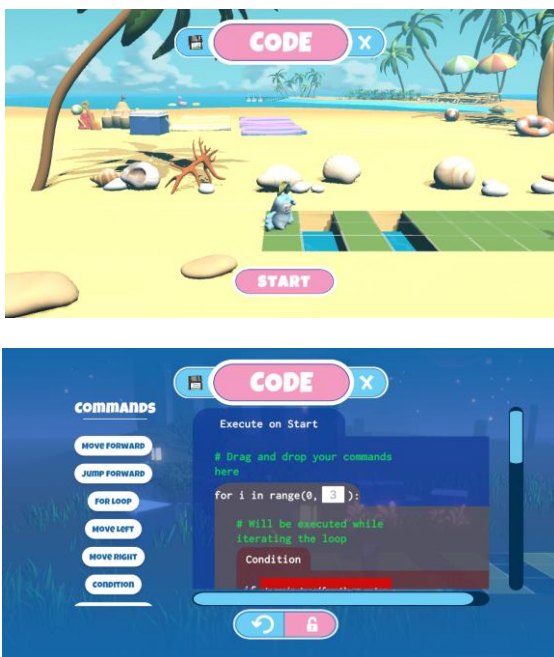 CODE
X
START
CODE
X
COMMANDS
MOVE FORWARD
JUMP FORWARD
FOR LOOP
MOVE LEFT
MOVE RIGHT
CONDITION
Execute on Start
# Drag and drop your commands
here
for i in range(0, 3 ):
# Will be executed while
iterating the loop
Condition